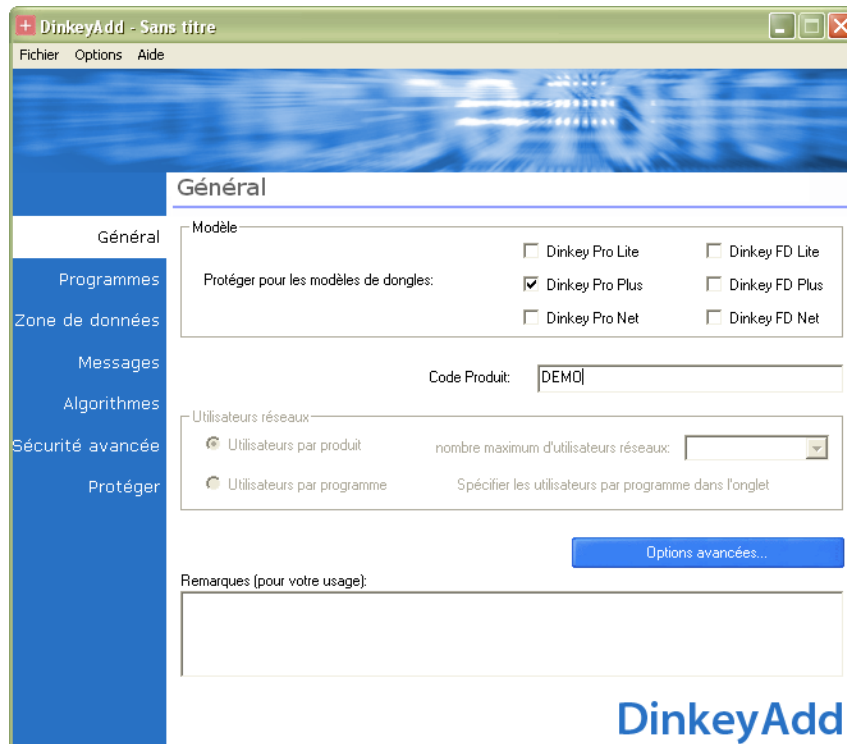 DinkeyAdd - Sans titre
Fichier Options Aide
Général
Général
Programmes
Zone de données
Messages
Algorithmes
Sécurité avancée
Protéger
Modèle
Protéger pour les modèles de dongles:
Dinkey Pro Lite
Dinkey FD Lite
Dinkey Pro Plus
Dinkey FD Plus
Dinkey Pro Net
Dinkey FD Net
Code Produit: DEMO
Utilisateurs réseaux
Utilisateurs par produit
nombre maximum d'utilisateurs réseaux:
Utilisateurs par programme
Spécifier les utilisateurs par programme dans l'onglet
Options avancées...
Remarques (pour votre usage):
DinkeyAdd